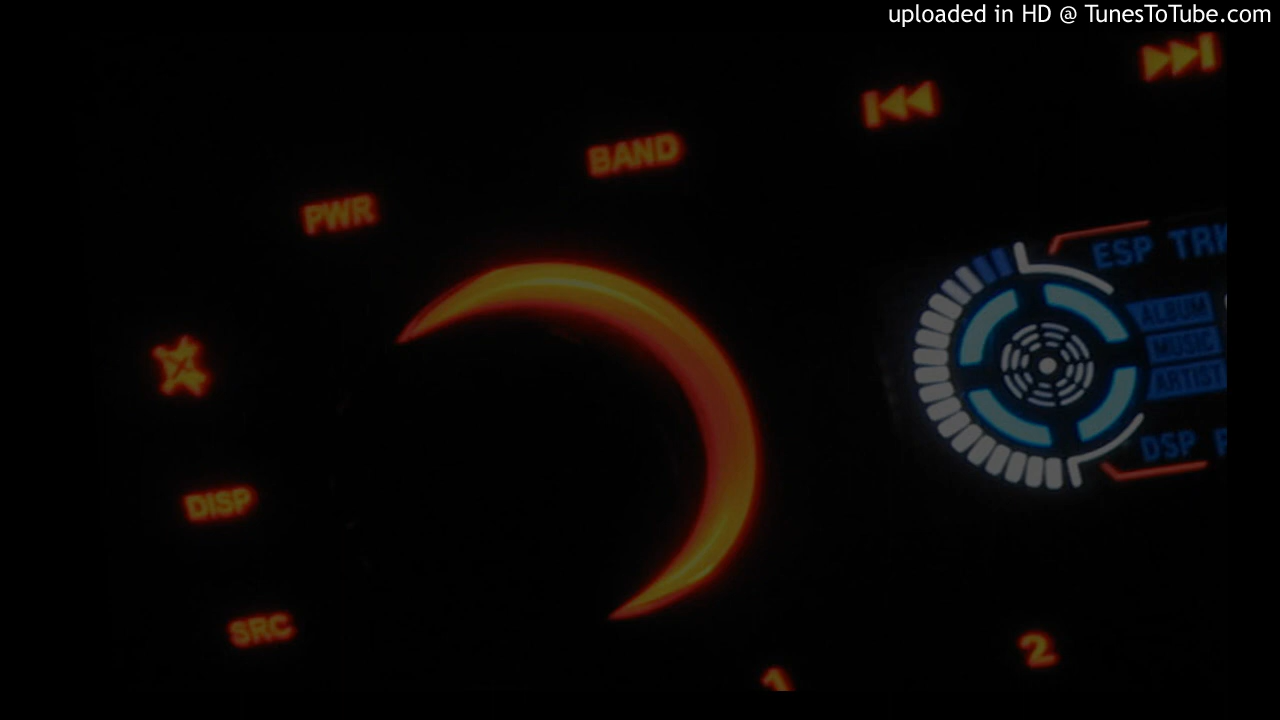 uploaded in HD @ TunesToTube.com
BAND
PWR
ESP TRK
ALBUM
MUSIC
ARTIST
DSP
DISP
SRC
2
1